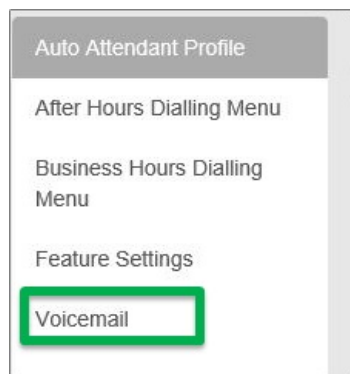 Auto Attendant Profile
After Hours Dialling Menu
Business Hours Dialling
Menu
Feature Settings
Voicemail